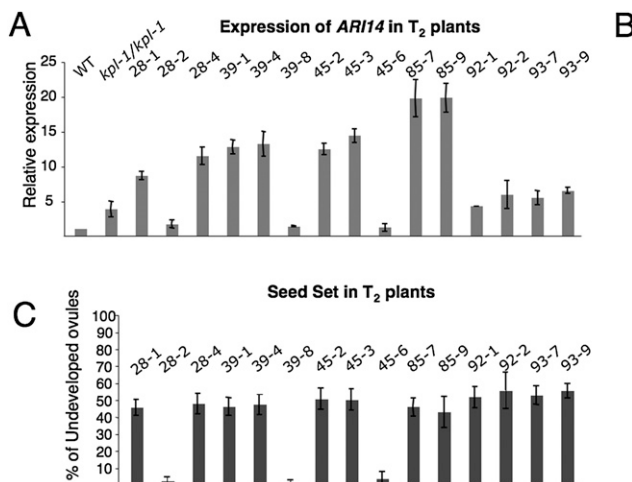 A
Expression of ARI14 in T2 plants
B
WT kpl-1/kpl-1 28-1 28-2 28-4 39-1 39-4 39-8 45-2 45-3 45-6 85-7 85-9 92-1 92-2 93-7 93-9
Relative expression
25
20
15
10
5
C
Seed Set in T2 plants
28-1 28-2 28-4 39-1 39-4 39-8 45-2 45-3 45-6 85-7 85-9 92-1 92-2 93-7 93-9
% of Undeveloped ovules
100
90
80
70
60
50
40
30
20
10